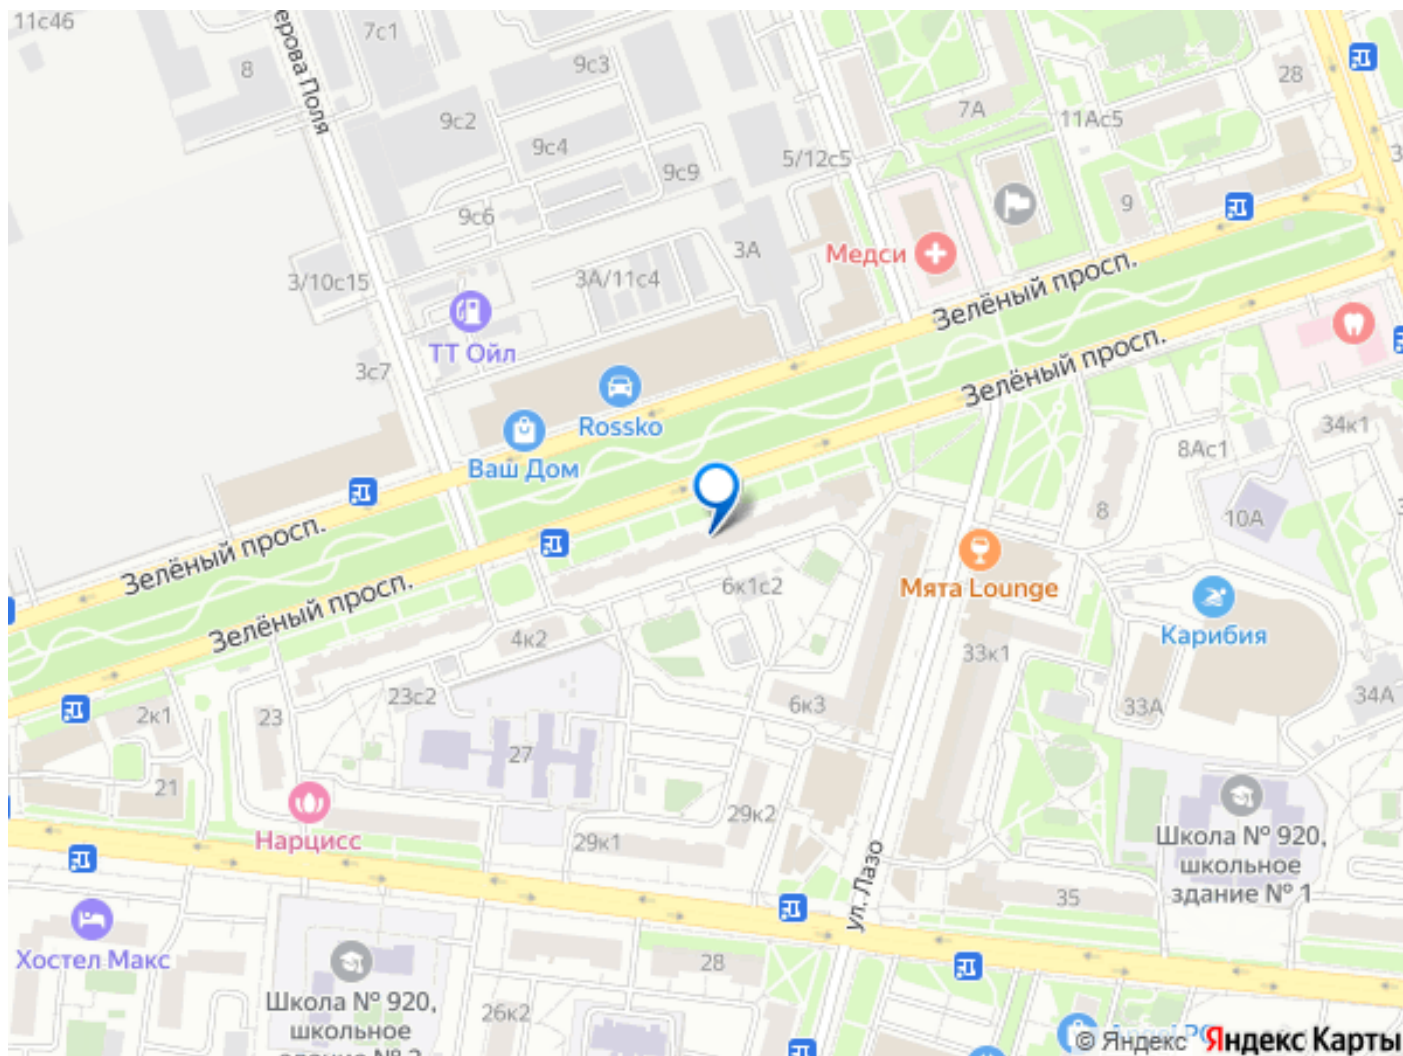 11с46
7с1
ерова Поля
8
9с3
9с2
9с4
9с9
5/12с5
7А
11Ас5
28
9с6
9
3А
Медси
3/10с15
3А/11с4
Зелёный просп.
ТТ Ойл
3с7
Зелёный просп.
Rossko
34к1
Ваш Дом
8Ас1
8
10А
Зелёный просп.
6к1с2
Мята Lounge
Зелёный просп.
4к2
Карибия
33к1
23с2
2к1
23
6к3
33А
34А
27
21
29к2
Нарцисс
29к1
Школа № 920,
школьное
здание № 1
ул. Лазо
35
Хостел Макс
28
Школа № 920,
школьное
здание № 2
26к2
© Яндекс Яндекс Карты